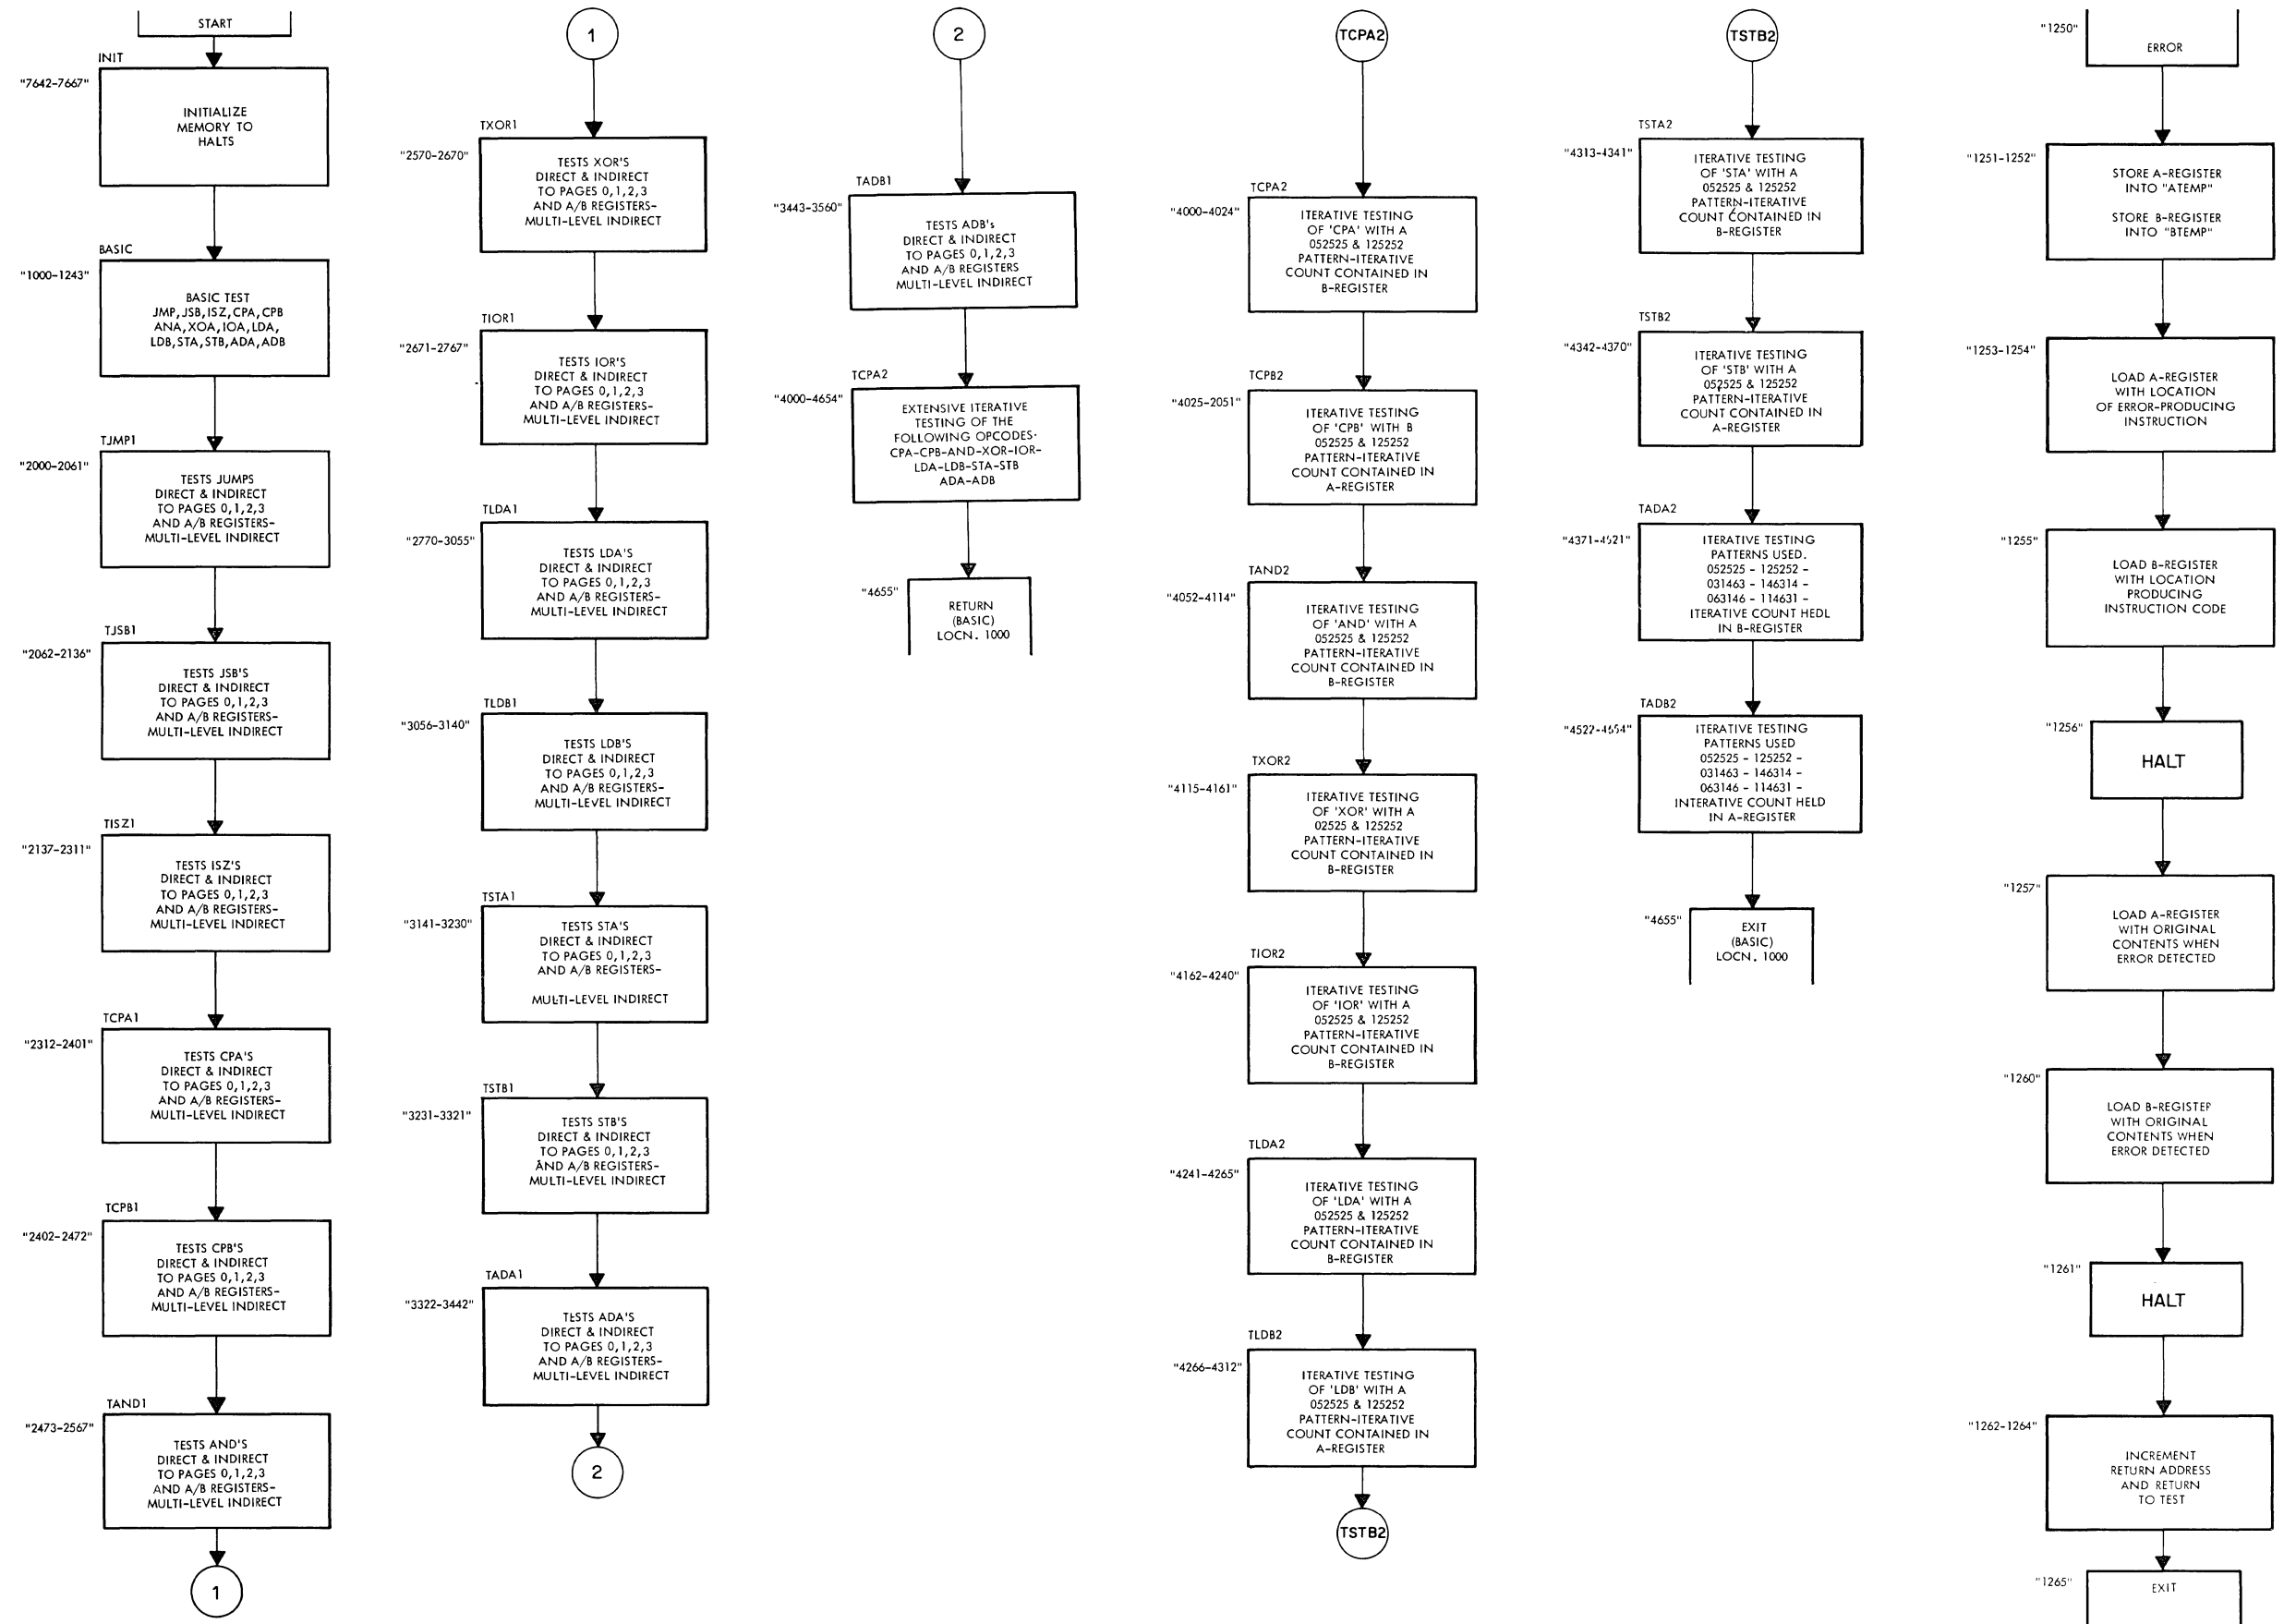 START
INIT
"7642-7667"
INITIALIZE
MEMORY TO
HALTS
BASIC
"1000-1243"
BASIC TEST
JMP,JSB,ISZ,CPA,CPB
ANA,XOA,IOA,LDA,
LDB,STA,STB,ADA,ADB
TJMP1
"2000-2061"
TESTS JUMPS
DIRECT & INDIRECT
TO PAGES 0,1,2,3
AND A/B REGISTERS-
MULTI-LEVEL INDIRECT
TJSB1
"2062-2136"
TESTS JSB'S
DIRECT & INDIRECT
TO PAGES 0,1,2,3
AND A/B REGISTERS-
MULTI-LEVEL INDIRECT
TISZ1
"2137-2311"
TESTS ISZ'S
DIRECT & INDIRECT
TO PAGES 0,1,2,3
AND A/B REGISTERS-
MULTI-LEVEL INDIRECT
TCPA1
"2312-2401"
TESTS CPA'S
DIRECT & INDIRECT
TO PAGES 0,1,2,3
AND A/B REGISTERS-
MULTI-LEVEL INDIRECT
TCPB1
"2402-2472"
TESTS CPB'S
DIRECT & INDIRECT
TO PAGES 0,1,2,3
AND A/B REGISTERS-
MULTI-LEVEL INDIRECT
TAND1
"2473-2567"
TESTS AND'S
DIRECT & INDIRECT
TO PAGES 0,1,2,3
AND A/B REGISTERS-
MULTI-LEVEL INDIRECT
1
1
TXOR1
"2570-2670"
TESTS XOR'S
DIRECT & INDIRECT
TO PAGES 0,1,2,3
AND A/B REGISTERS-
MULTI-LEVEL INDIRECT
TIOR1
"2671-2767"
TESTS IOR'S
DIRECT & INDIRECT
TO PAGES 0,1,2,3
AND A/B REGISTERS-
MULTI-LEVEL INDIRECT
TLDA1
"2770-3055"
TESTS LDA'S
DIRECT & INDIRECT
TO PAGES 0,1,2,3
AND A/B REGISTERS-
MULTI-LEVEL INDIRECT
TLDB1
"3056-3140"
TESTS LDB'S
DIRECT & INDIRECT
TO PAGES 0,1,2,3
AND A/B REGISTERS-
MULTI-LEVEL INDIRECT
TSTA1
"3141-3230"
TESTS STA'S
DIRECT & INDIRECT
TO PAGES 0,1,2,3
AND A/B REGISTERS-
MULTI-LEVEL INDIRECT
TSTB1
"3231-3321"
TESTS STB'S
DIRECT & INDIRECT
TO PAGES 0,1,2,3
AND A/B REGISTERS-
MULTI-LEVEL INDIRECT
TADA1
"3322-3442"
TESTS ADA'S
DIRECT & INDIRECT
TO PAGES 0,1,2,3
AND A/B REGISTERS-
MULTI-LEVEL INDIRECT
2
2
TADB1
"3443-3560"
TESTS ADB's
DIRECT & INDIRECT
TO PAGES 0,1,2,3
AND A/B REGISTERS
MULTI-LEVEL INDIRECT
TCPA2
"4000-4654"
EXTENSIVE ITERATIVE
TESTING OF THE
FOLLOWING OPCODES-
CPA-CPB-AND-XOR-IOR-
LDA-LDB-STA-STB
ADA-ADB
"4655"
RETURN
(BASIC)
LOCN. 1000
TCPA2
TCPA2
"4000-4024"
ITERATIVE TESTING
OF 'CPA' WITH A
052525 & 125252
PATTERN-ITERATIVE
COUNT CONTAINED IN
B-REGISTER
TCPB2
"4025-2051"
ITERATIVE TESTING
OF 'CPB' WITH B
052525 & 125252
PATTERN-ITERATIVE
COUNT CONTAINED IN
A-REGISTER
TAND2
"4052-4114"
ITERATIVE TESTING
OF 'AND' WITH A
052525 & 125252
PATTERN-ITERATIVE
COUNT CONTAINED IN
B-REGISTER
TXOR2
"4115-4161"
ITERATIVE TESTING
OF 'XOR' WITH A
02525 & 125252
PATTERN-ITERATIVE
COUNT CONTAINED IN
B-REGISTER
TIOR2
"4162-4240"
ITERATIVE TESTING
OF 'IOR' WITH A
052525 & 125252
PATTERN-ITERATIVE
COUNT CONTAINED IN
B-REGISTER
TLDA2
"4241-4265"
ITERATIVE TESTING
OF 'LDA' WITH A
052525 & 125252
PATTERN-ITERATIVE
COUNT CONTAINED IN
B-REGISTER
TLDB2
"4266-4312"
ITERATIVE TESTING
OF 'LDB' WITH A
052525 & 125252
PATTERN-ITERATIVE
COUNT CONTAINED IN
A-REGISTER
TSTB2
TSTB2
TSTA2
"4313-4341"
ITERATIVE TESTING
OF 'STA' WITH A
052525 & 125252
PATTERN-ITERATIVE
COUNT CONTAINED IN
B-REGISTER
TSTB2
"4342-4370"
ITERATIVE TESTING
OF 'STB' WITH A
052525 & 125252
PATTERN-ITERATIVE
COUNT CONTAINED IN
A-REGISTER
TADA2
"4371-4521"
ITERATIVE TESTING
PATTERNS USED.
052525 - 125252 -
031463 - 146314 -
063146 - 114631 -
ITERATIVE COUNT HEDL
IN B-REGISTER
TADB2
"4522-4654"
ITERATIVE TESTING
PATTERNS USED
052525 - 125252 -
031463 - 146314 -
063146 - 114631 -
INTERATIVE COUNT HELD
IN A-REGISTER
"4655"
EXIT
(BASIC)
LOCN. 1000
"1250"
ERROR
"1251-1252"
STORE A-REGISTER
INTO "ATEMP"
STORE B-REGISTER
INTO "BTEMP"
"1253-1254"
LOAD A-REGISTER
WITH LOCATION
OF ERROR-PRODUCING
INSTRUCTION
"1255"
LOAD B-REGISTER
WITH LOCATION
PRODUCING
INSTRUCTION CODE
"1256"
HALT
"1257"
LOAD A-REGISTER
WITH ORIGINAL
CONTENTS WHEN
ERROR DETECTED
"1260"
LOAD B-REGISTER
WITH ORIGINAL
CONTENTS WHEN
ERROR DETECTED
"1261"
HALT
"1262-1264"
INCREMENT
RETURN ADDRESS
AND RETURN
TO TEST
"1265"
EXIT